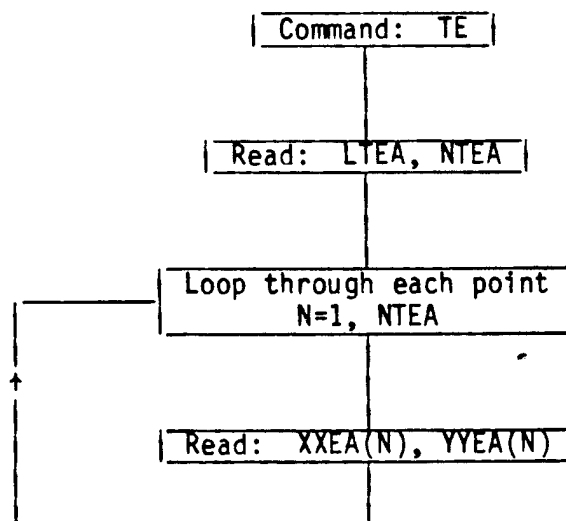 Command: TE
Read: LTEA, NTEA
Loop through each point
N=1, NTEA
Read: XXEA(N), YYEA(N)